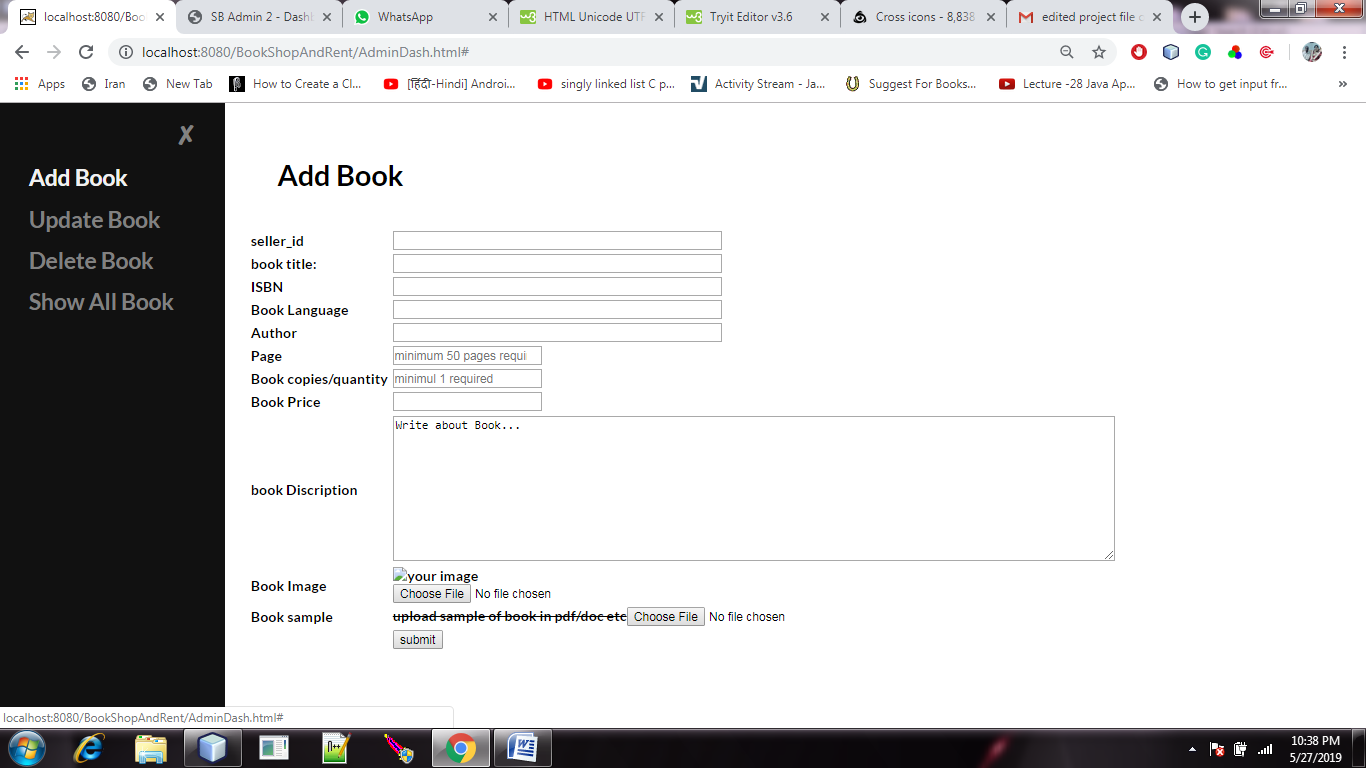 localhost:8080/Boo
SB Admin 2 - Dashb
WhatsApp
HTML Unicode UTF
Tryit Editor v3.6
Cross icons - 8,838
edited project file c
localhost:8080/BookShopAndRent/AdminDash.html#
Apps
Iran
New Tab
How to Create a Cl...
[हिंदी-Hindi] Androi...
singly linked list C p...
Activity Stream - Ja...
Suggest For Books...
Lecture -28 Java Ap...
How to get input fr...
»
✗
Add Book
Update Book
Delete Book
Show All Book
Add Book
seller_id
book title:
ISBN
Book Language
Author
Page minimum 50 pages requi
Book copies/quantity minimul 1 required
Book Price
Write about Book...
book Discription
your image
Book Image
Choose File No file chosen
Book sample upload sample of book in pdf/doc etc Choose File No file chosen
submit
localhost:8080/BookShopAndRent/AdminDash.html#
10:38 PM
5/27/2019